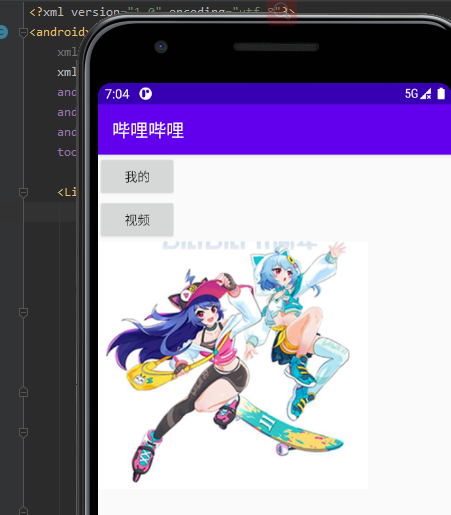 <?xml version="1.0" encoding="utf-8"?>
<android
xml
xml
and
and
and
too
<Li
7:04
5G
哔哩哔哩
我的
视频